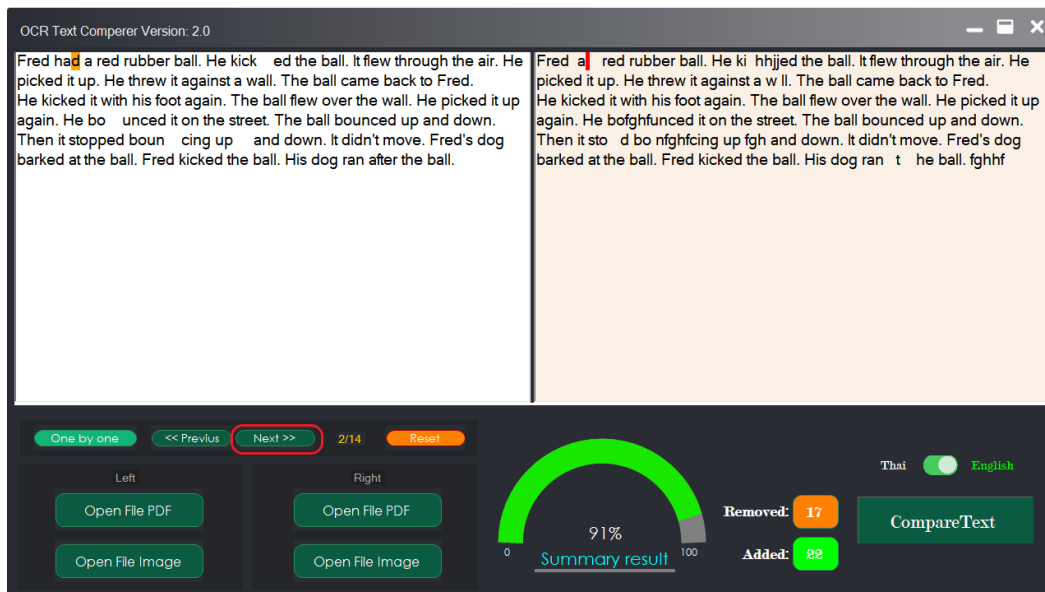 OCR Text Comperer Version: 2.0
Fred had a red rubber ball. He kick    ed the ball. It flew through the air. He
picked it up. He threw it against a wall. The ball came back to Fred.
He kicked it with his foot again. The ball flew over the wall. He picked it up
again. He bo    unced it on the street. The ball bounced up and down.
Then it stopped boun    cing up    and down. It didn't move. Fred's dog
barked at the ball. Fred kicked the ball. His dog ran after the ball.
Fred  a   red rubber ball. He ki  hhjjed the ball. It flew through the air. He
picked it up. He threw it against a w ll. The ball came back to Fred.
He kicked it with his foot again. The ball flew over the wall. He picked it up
again. He bofghfunced it on the street. The ball bounced up and down.
Then it sto   d bo nfghfcing up fgh and down. It didn't move. Fred's dog
barked at the ball. Fred kicked the ball. His dog ran   t   he ball. fghhf
One by one
<< Previus
Next >>
2/14
Reset
Left
Right
Open File PDF
Open File PDF
Open File Image
Open File Image
91%
0
100
Summary result
Removed: 17
Added: 22
Thai
English
CompareText